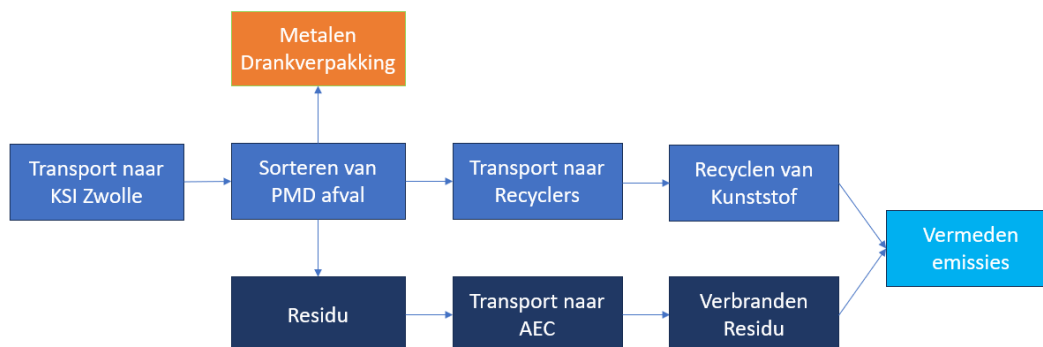 Metalen
Drankverpakking
Transport naar
KSI Zwolle
Sorteren van
PMD afval
Transport naar
Recyclers
Recyclen van
Kunststof
Vermeden
emissies
Residu
Transport naar
AEC
Verbranden
Residu